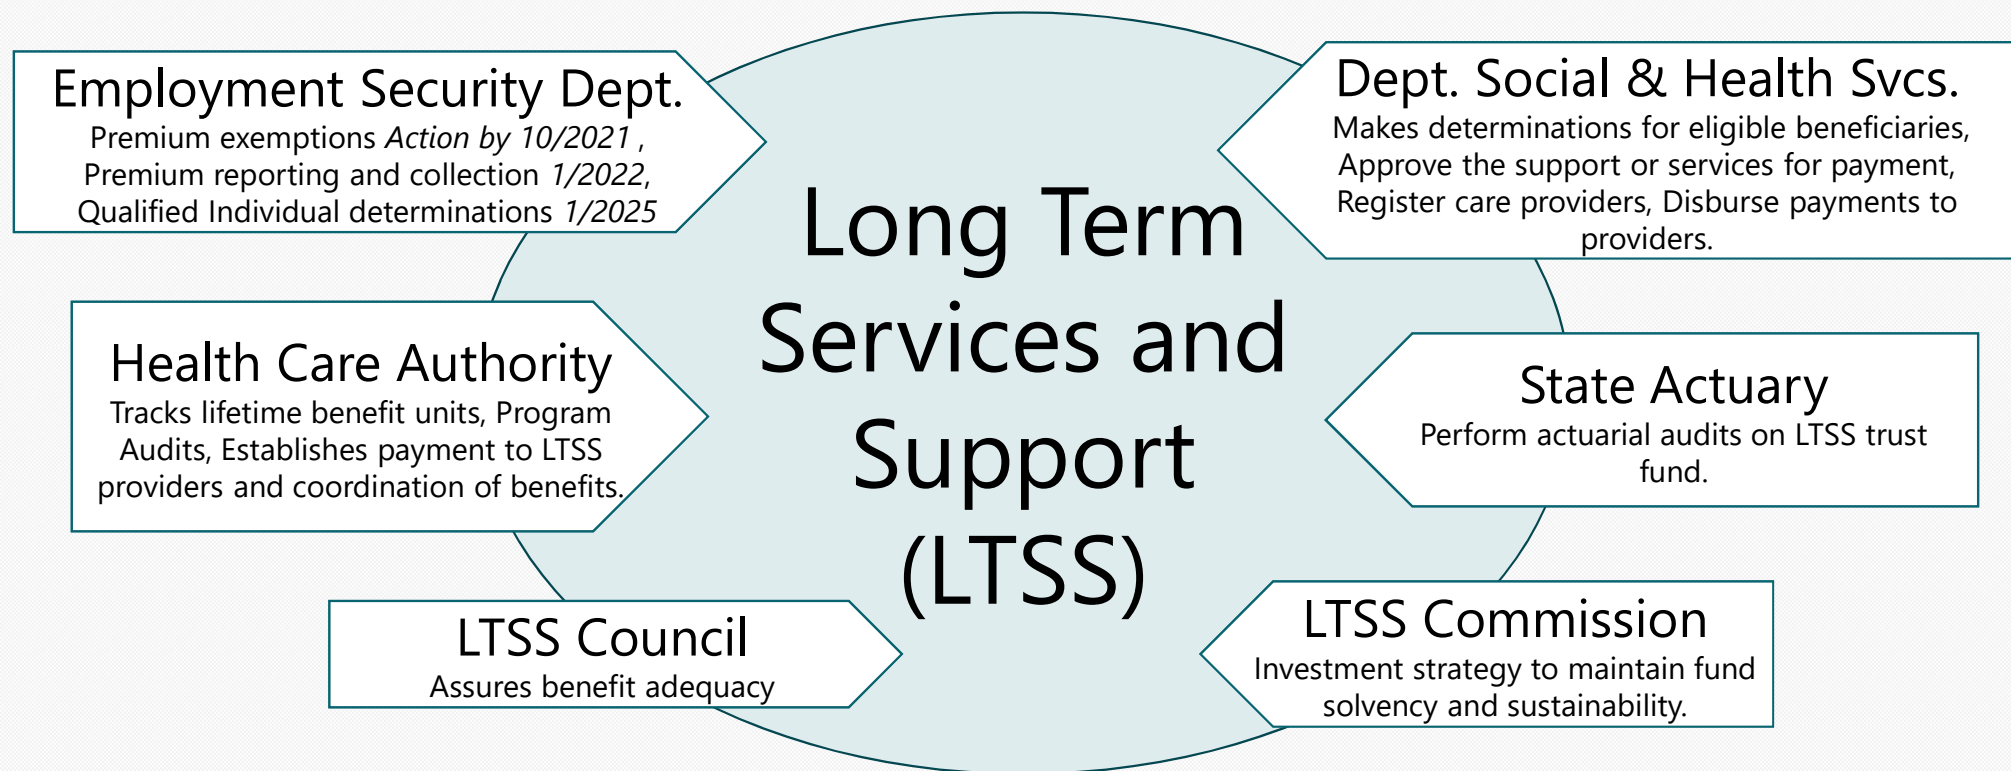 Employment Security Dept.
Premium exemptions Action by 10/2021 ,
Premium reporting and collection 1/2022,
Qualified Individual determinations 1/2025
Dept. Social & Health Svcs.
Makes determinations for eligible beneficiaries,
Approve the support or services for payment,
Register care providers, Disburse payments to
providers.
Long Term
Services and
Support
(LTSS)
Health Care Authority
Tracks lifetime benefit units, Program
Audits, Establishes payment to LTSS
providers and coordination of benefits.
State Actuary
Perform actuarial audits on LTSS trust
fund.
LTSS Council
Assures benefit adequacy
LTSS Commission
Investment strategy to maintain fund
solvency and sustainability.